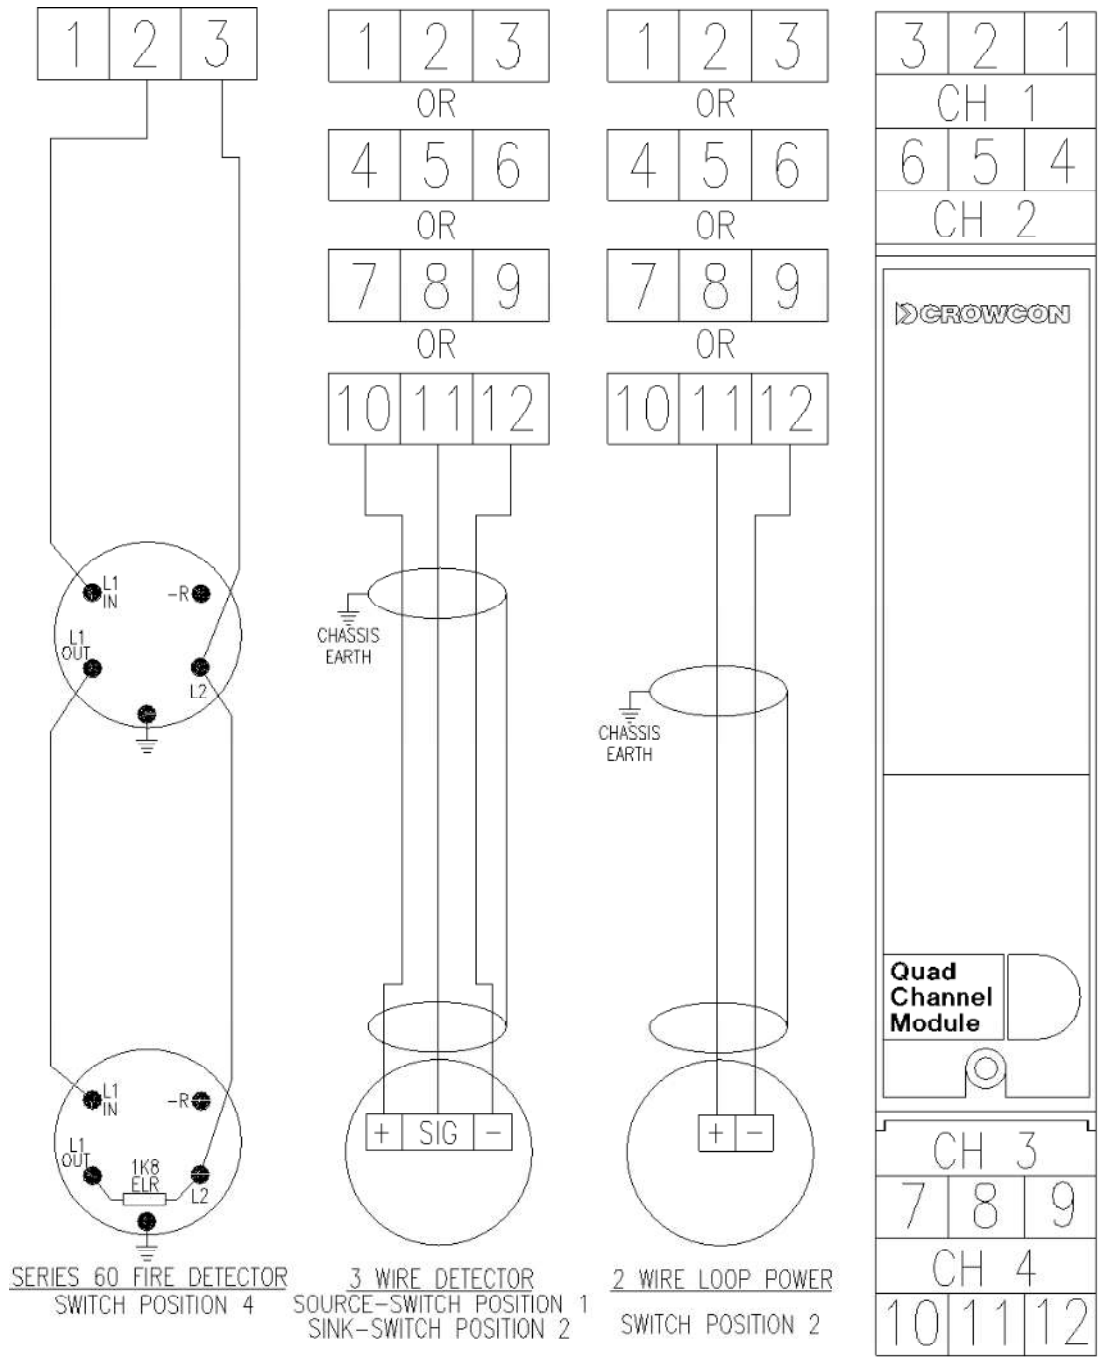 1 2 3
L1
IN
-R
L1
OUT
L2
L1
IN
-R
L1
OUT
1K8
ELR
L2
SERIES 60 FIRE DETECTOR
SWITCH POSITION 4
1 2 3
OR
4 5 6
OR
7 8 9
OR
10 11 12
CHASSIS
EARTH
+ SIG -
3 WIRE DETECTOR
SOURCE-SWITCH POSITION 1
SINK-SWITCH POSITION 2
1 2 3
OR
4 5 6
OR
7 8 9
OR
10 11 12
CHASSIS
EARTH
+ -
2 WIRE LOOP POWER
SWITCH POSITION 2
3 2 1
CH 1
6 5 4
CH 2
CROWCON
Quad
Channel
Module
CH 3
7 8 9
CH 4
10 11 12